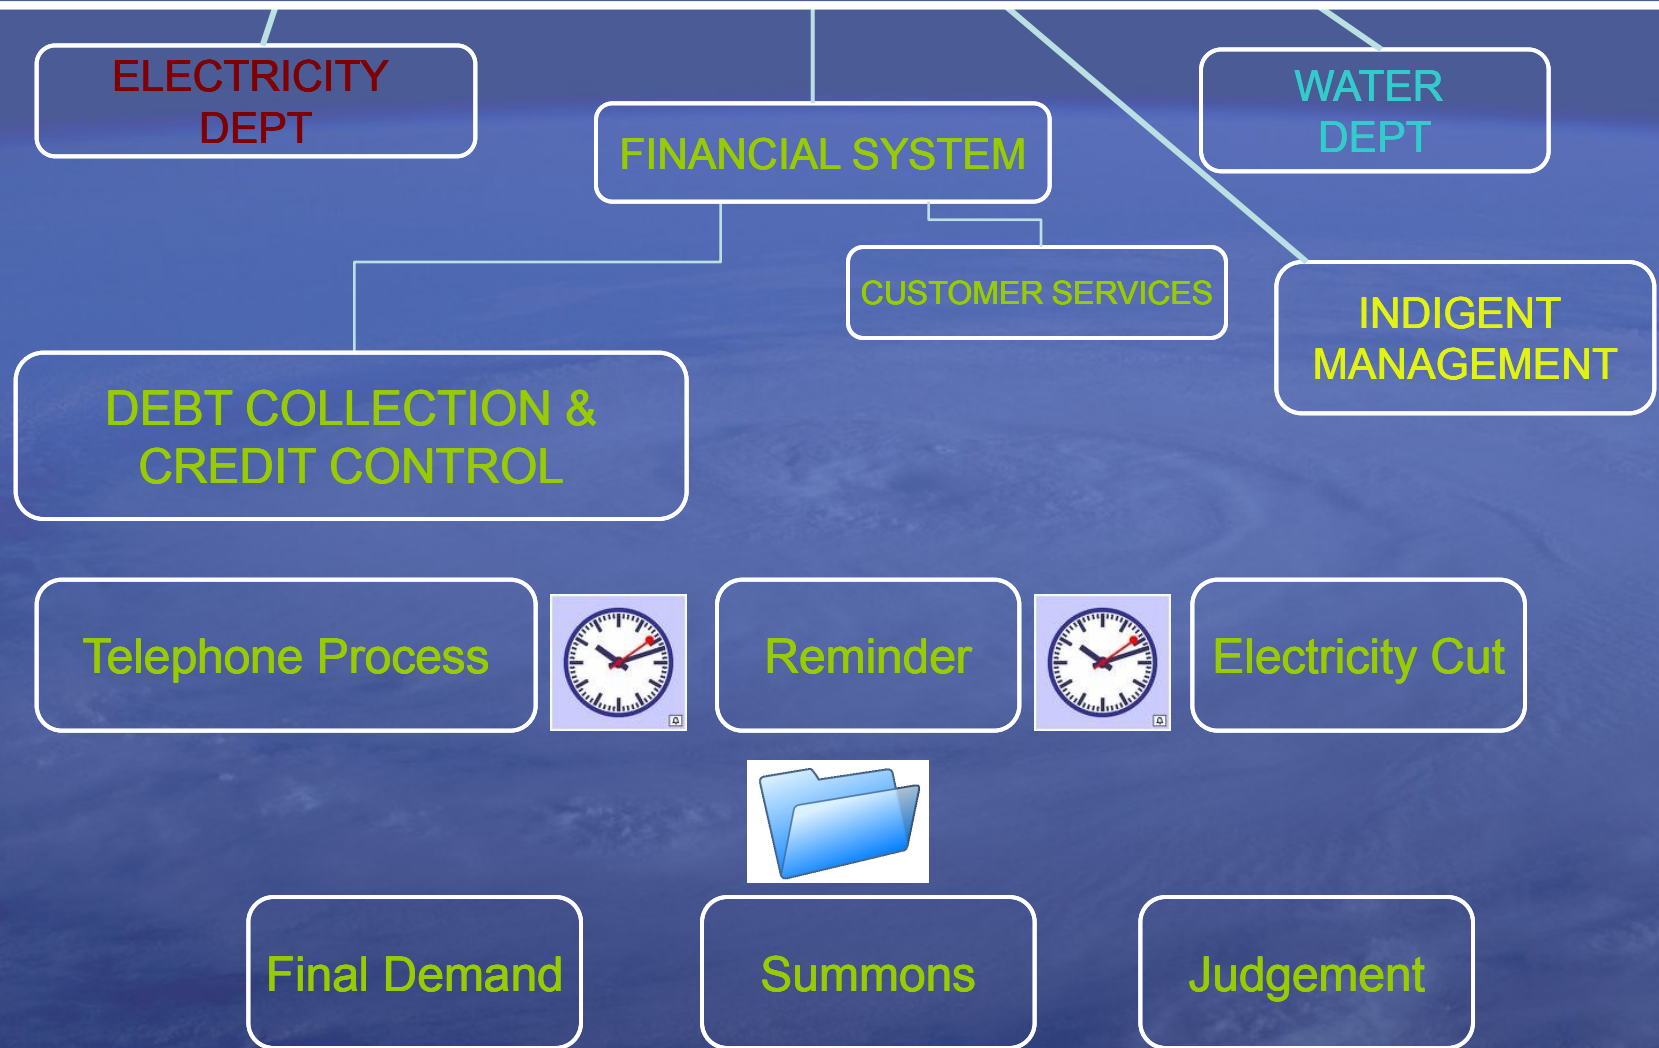 ELECTRICITY
DEPT
WATER
DEPT
FINANCIAL SYSTEM
CUSTOMER SERVICES
INDIGENT
MANAGEMENT
DEBT COLLECTION &
CREDIT CONTROL
Telephone Process
Reminder
Electricity Cut
Final Demand
Summons
Judgement